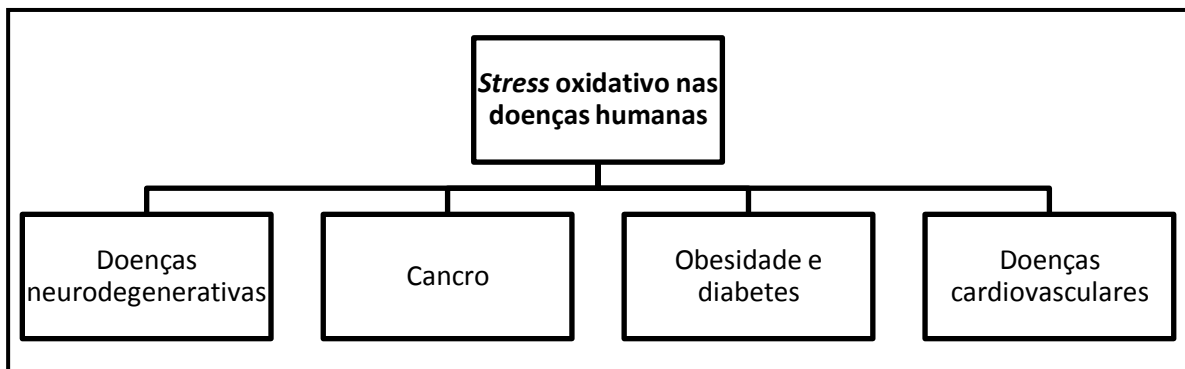 Stress oxidativo nas
doenças humanas
Doenças
neurodegenerativas
Cancro
Obesidade e
diabetes
Doenças
cardiovasculares